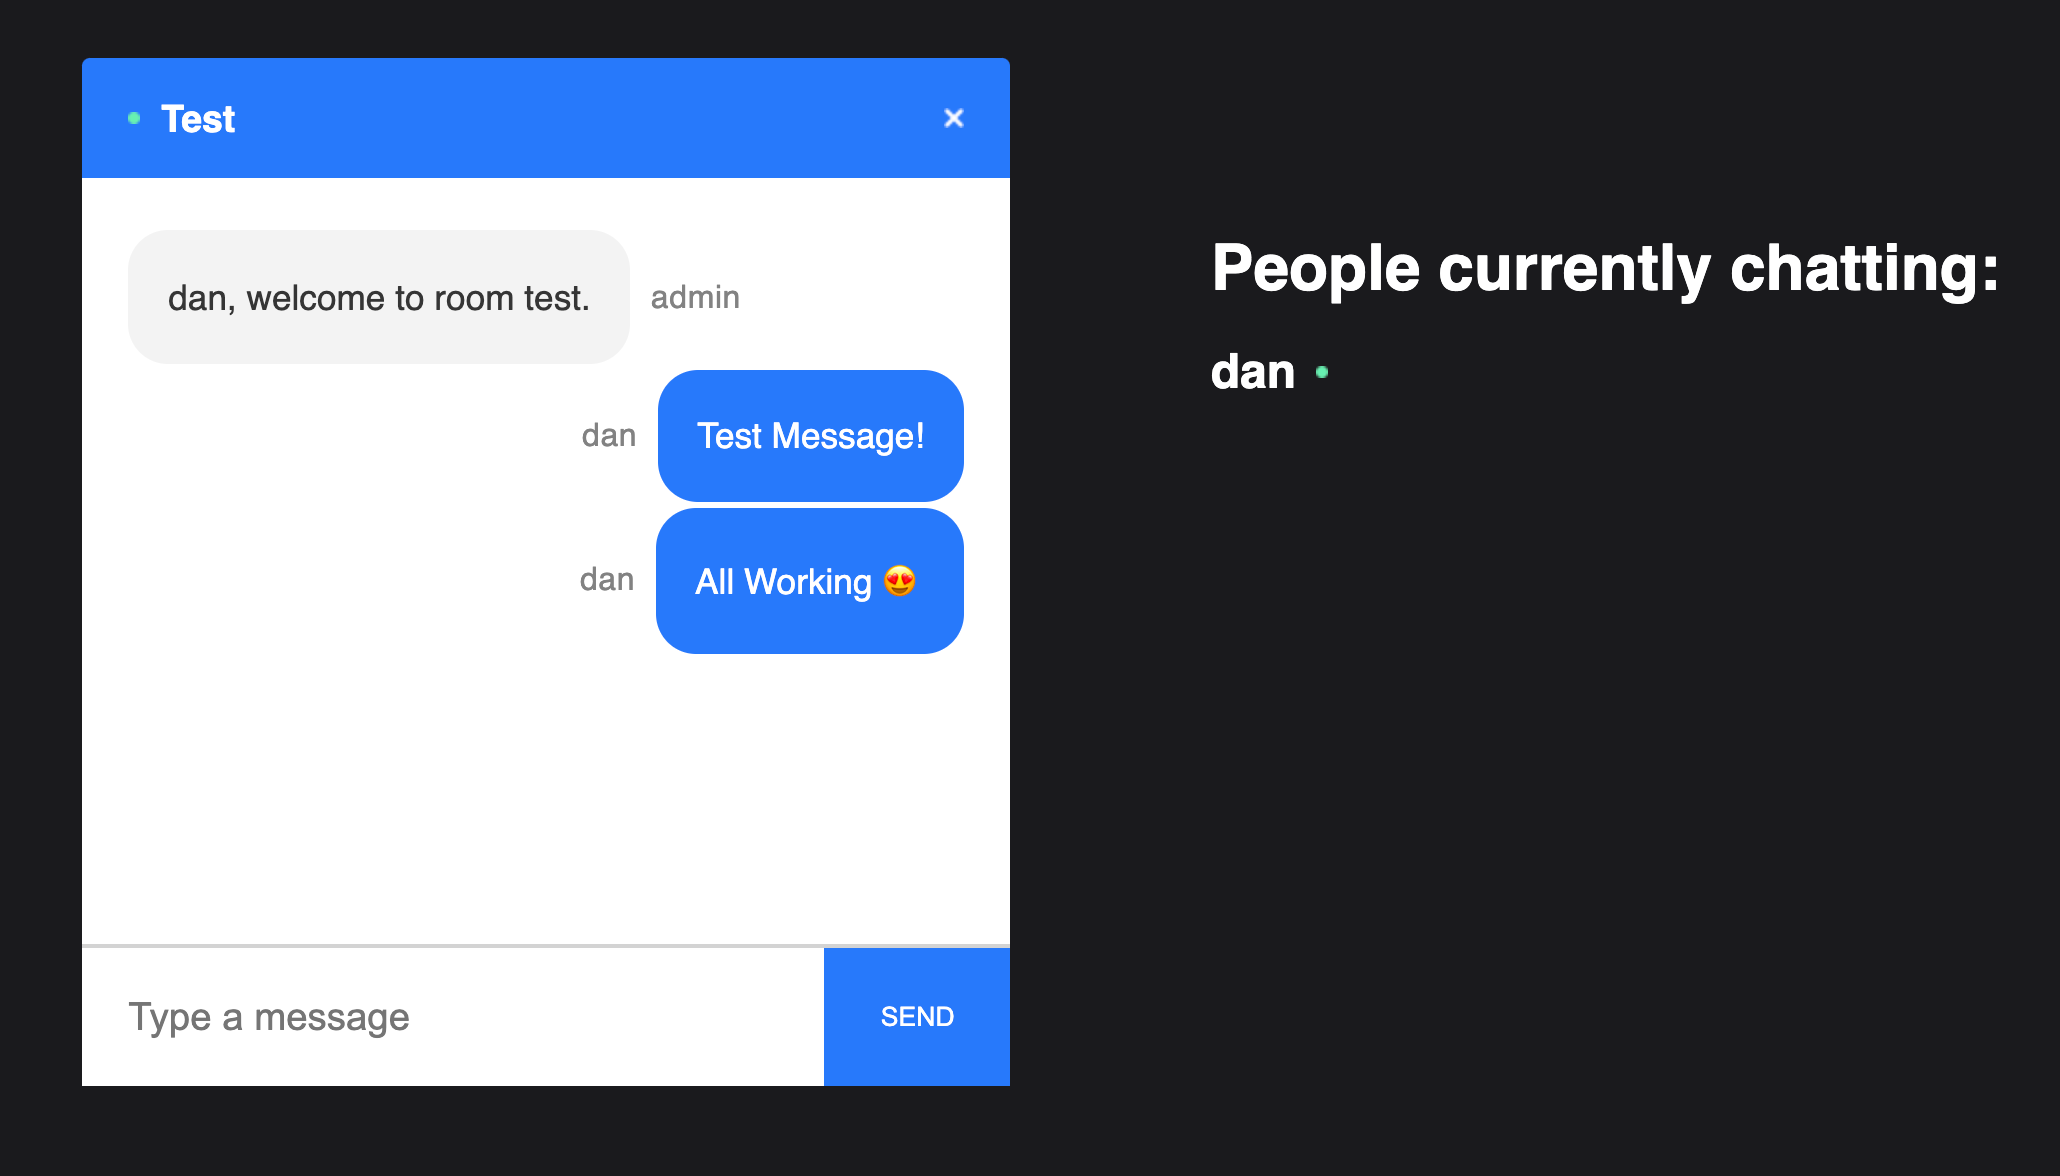 Test
dan, welcome to room test.
admin
dan
Test Message!
dan
All Working 😍
Type a message
SEND
People currently chatting:
dan